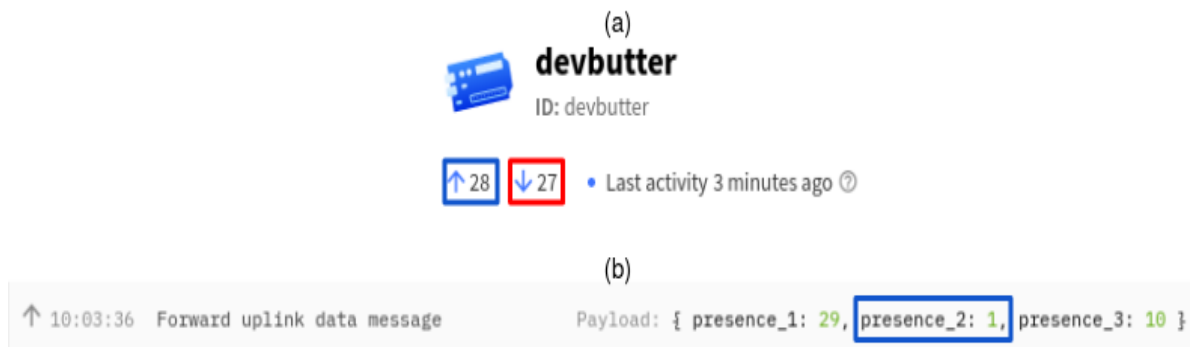 (a)
devbutter
ID: devbutter
↑ 28 ↓ 27 • Last activity 3 minutes ago ?
(b)
↑ 10:03:36 Forward uplink data message Payload: { presence_1: 29, presence_2: 1, presence_3: 10 }